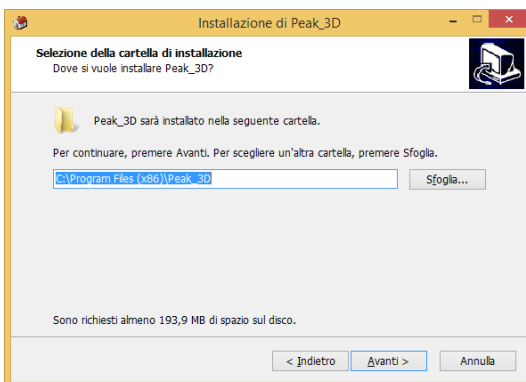 Installazione di Peak_3D
Selezione della cartella di installazione
Dove si vuole installare Peak_3D?
Peak_3D sarà installato nella seguente cartella.
Per continuare, premere Avanti. Per scegliere un'altra cartella, premere Sfoglia.
C:\Program Files (x86)\Peak_3D
Sfoglia...
Sono richiesti almeno 193,9 MB di spazio sul disco.
< Indietro
Avanti >
Annulla